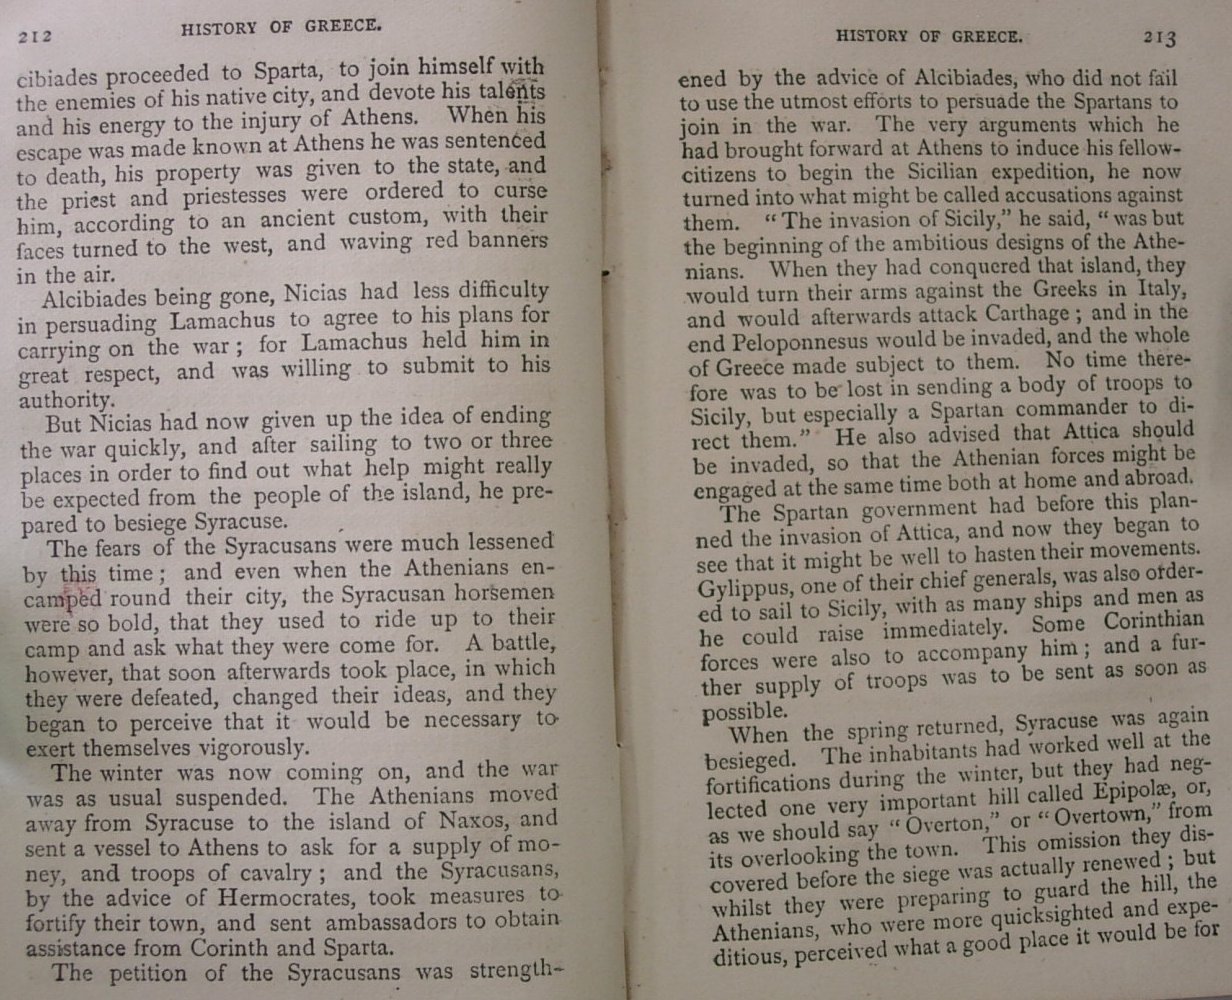 212
HISTORY OF GREECE.
cibiades proceeded to Sparta, to join himself with
the enemies of his native city, and devote his talents
and his energy to the injury of Athens. When his
escape was made known at Athens he was sentenced
to death, his property was given to the state, and
the priest and priestesses were ordered to curse
him, according to an ancient custom, with their
faces turned to the west, and waving red banners
in the air.
Alcibiades being gone, Nicias had less difficulty
in persuading Lamachus to agree to his plans for
carrying on the war; for Lamachus held him in
great respect, and was willing to submit to his
authority.
But Nicias had now given up the idea of ending
the war quickly, and after sailing to two or three
places in order to find out what help might really
be expected from the people of the island, he pre-
pared to besiege Syracuse.
The fears of the Syracusans were much lessened
by this time; and even when the Athenians en-
camped round their city, the Syracusan horsemen
were so bold, that they used to ride up to their
camp and ask what they were come for. A battle,
however, that soon afterwards took place, in which
they were defeated, changed their ideas, and they
began to perceive that it would be necessary to
exert themselves vigorously.
The winter was now coming on, and the war
was as usual suspended. The Athenians moved
away from Syracuse to the island of Naxos, and
sent a vessel to Athens to ask for a supply of mo-
ney, and troops of cavalry; and the Syracusans,
by the advice of Hermocrates, took measures to
fortify their town, and sent ambassadors to obtain
assistance from Corinth and Sparta.
The petition of the Syracusans was strength-
HISTORY OF GREECE.
213
ened by the advice of Alcibiades, who did not fail
to use the utmost efforts to persuade the Spartans to
join in the war. The very arguments which he
had brought forward at Athens to induce his fellow-
citizens to begin the Sicilian expedition, he now
turned into what might be called accusations against
them. "The invasion of Sicily," he said, "was but
the beginning of the ambitious designs of the Athe-
nians. When they had conquered that island, they
would turn their arms against the Greeks in Italy,
and would afterwards attack Carthage; and in the
end Peloponnesus would be invaded, and the whole
of Greece made subject to them. No time there-
fore was to be lost in sending a body of troops to
Sicily, but especially a Spartan commander to di-
rect them." He also advised that Attica should
be invaded, so that the Athenian forces might be
engaged at the same time both at home and abroad.
The Spartan government had before this plan-
ned the invasion of Attica, and now they began to
see that it might be well to hasten their movements.
Gylippus, one of their chief generals, was also order-
ed to sail to Sicily, with as many ships and men as
he could raise immediately. Some Corinthian
forces were also to accompany him; and a fur-
ther supply of troops was to be sent as soon as
possible.
When the spring returned, Syracuse was again
besieged. The inhabitants had worked well at the
fortifications during the winter, but they had neg-
lected one very important hill called Epipolæ, or,
as we should say "Overton," or "Overtown," from
its overlooking the town. This omission they dis-
covered before the siege was actually renewed; but
whilst they were preparing to guard the hill, the
Athenians, who were more quicksighted and expe-
ditious, perceived what a good place it would be for